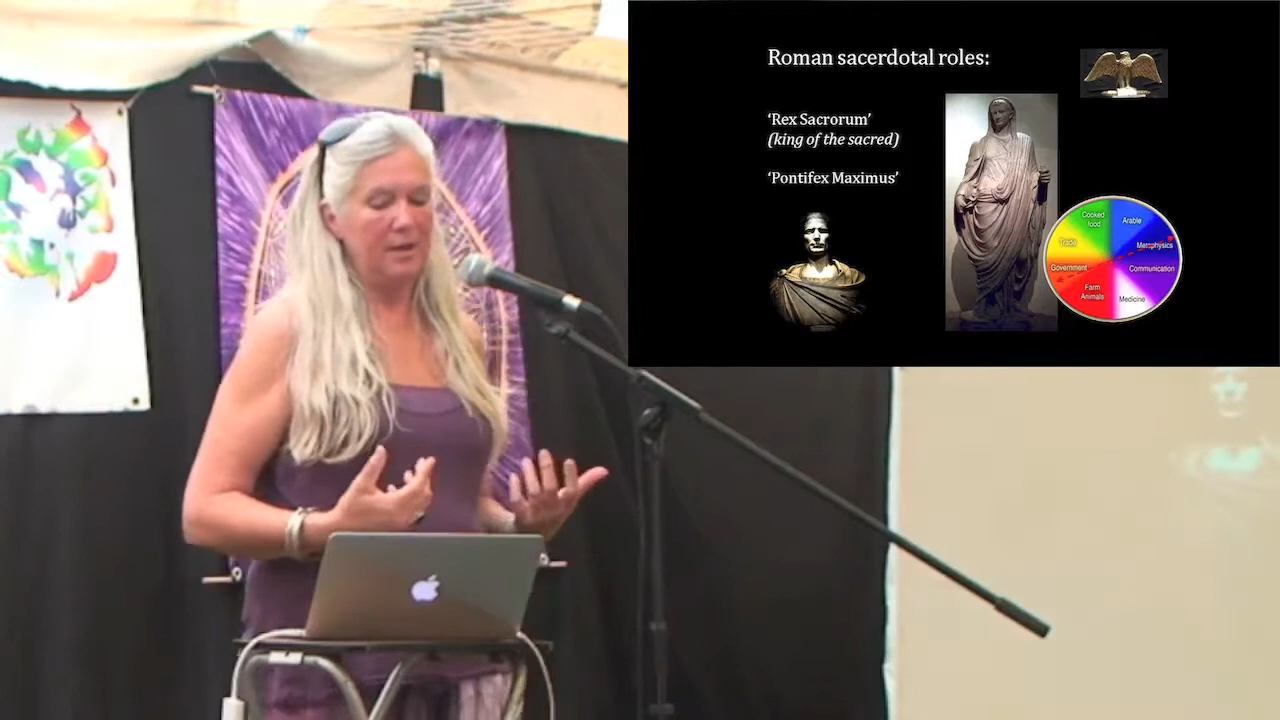 Roman sacerdotal roles:
‘Rex Sacrorum’
(king of the sacred)
‘Pontifex Maximus’
Cooked
food
Arable
Trade
Metaphysics
Government
Communication
Farm
Animals
Medicine